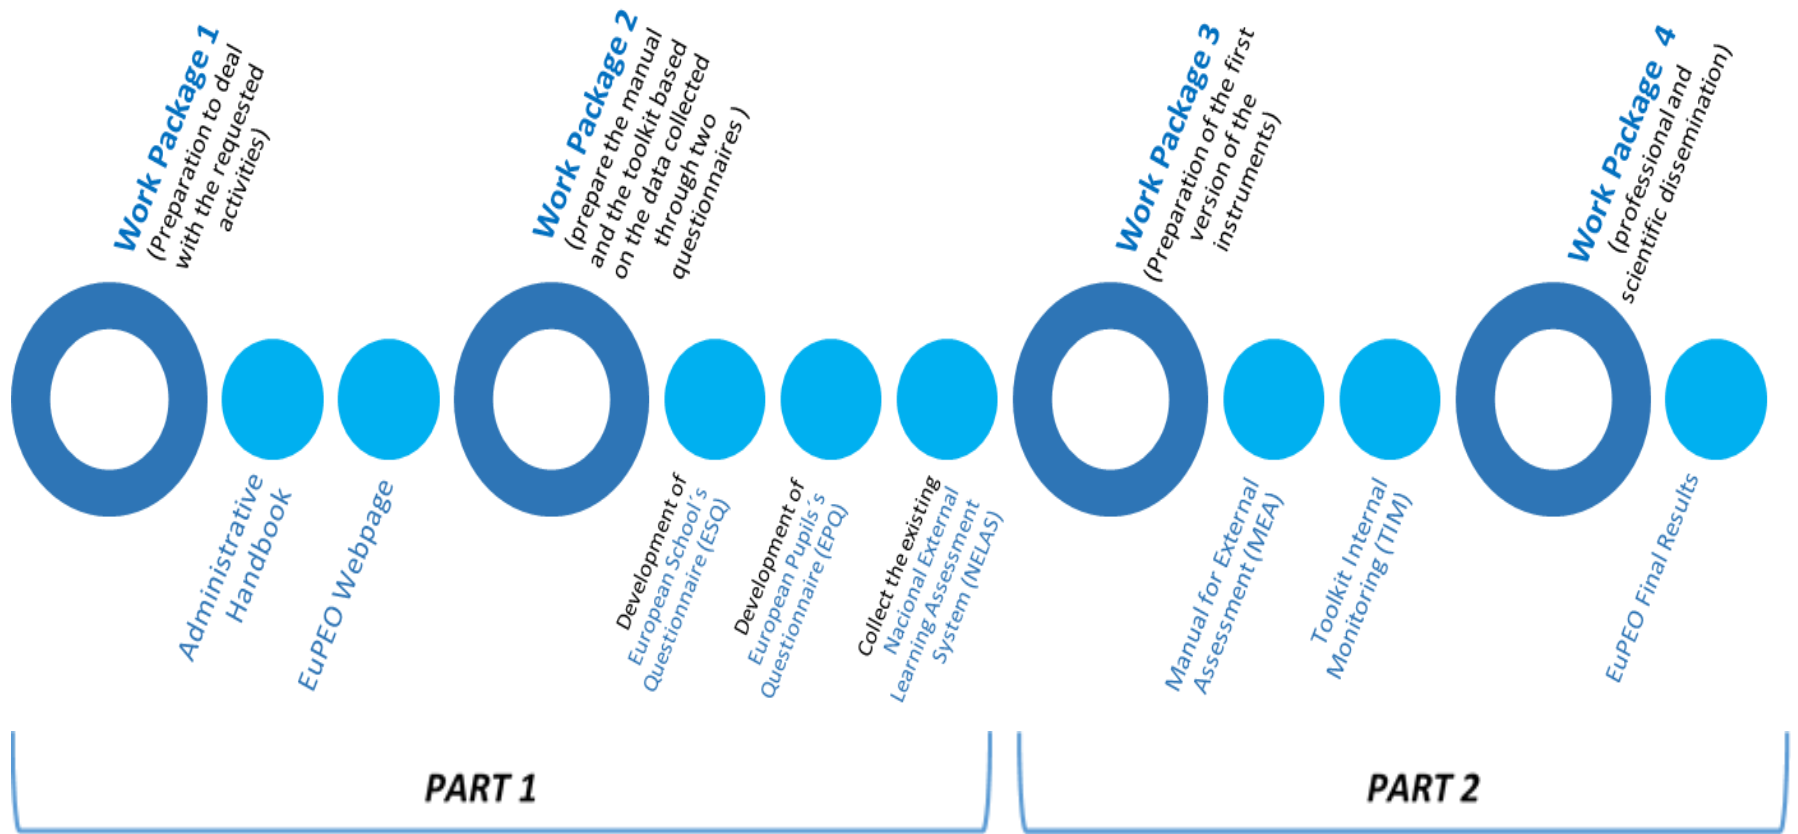 Work Package 1
(Preparation to deal
with the requested
activities)
Work Package 2
(prepare the manual
and the toolkit based
on the data collected
through two
questionnaires )
Work Package 3
(Preparation of the first
version of the
instruments)
Work Package 4
(professional and
scientific dissemination)
Administrative
Handbook
EuPEO Webpage
Development of
European School´s
Questionnaire (ESQ)
Development of
European Pupils´s
Questionnaire (EPQ)
Collect the existing
Nacional External
Learning Assessment
System (NELAS)
Manual for External
Assessment (MEA)
Toolkit Internal
Monitoring (TIM)
EuPEO Final Results
PART 1
PART 2